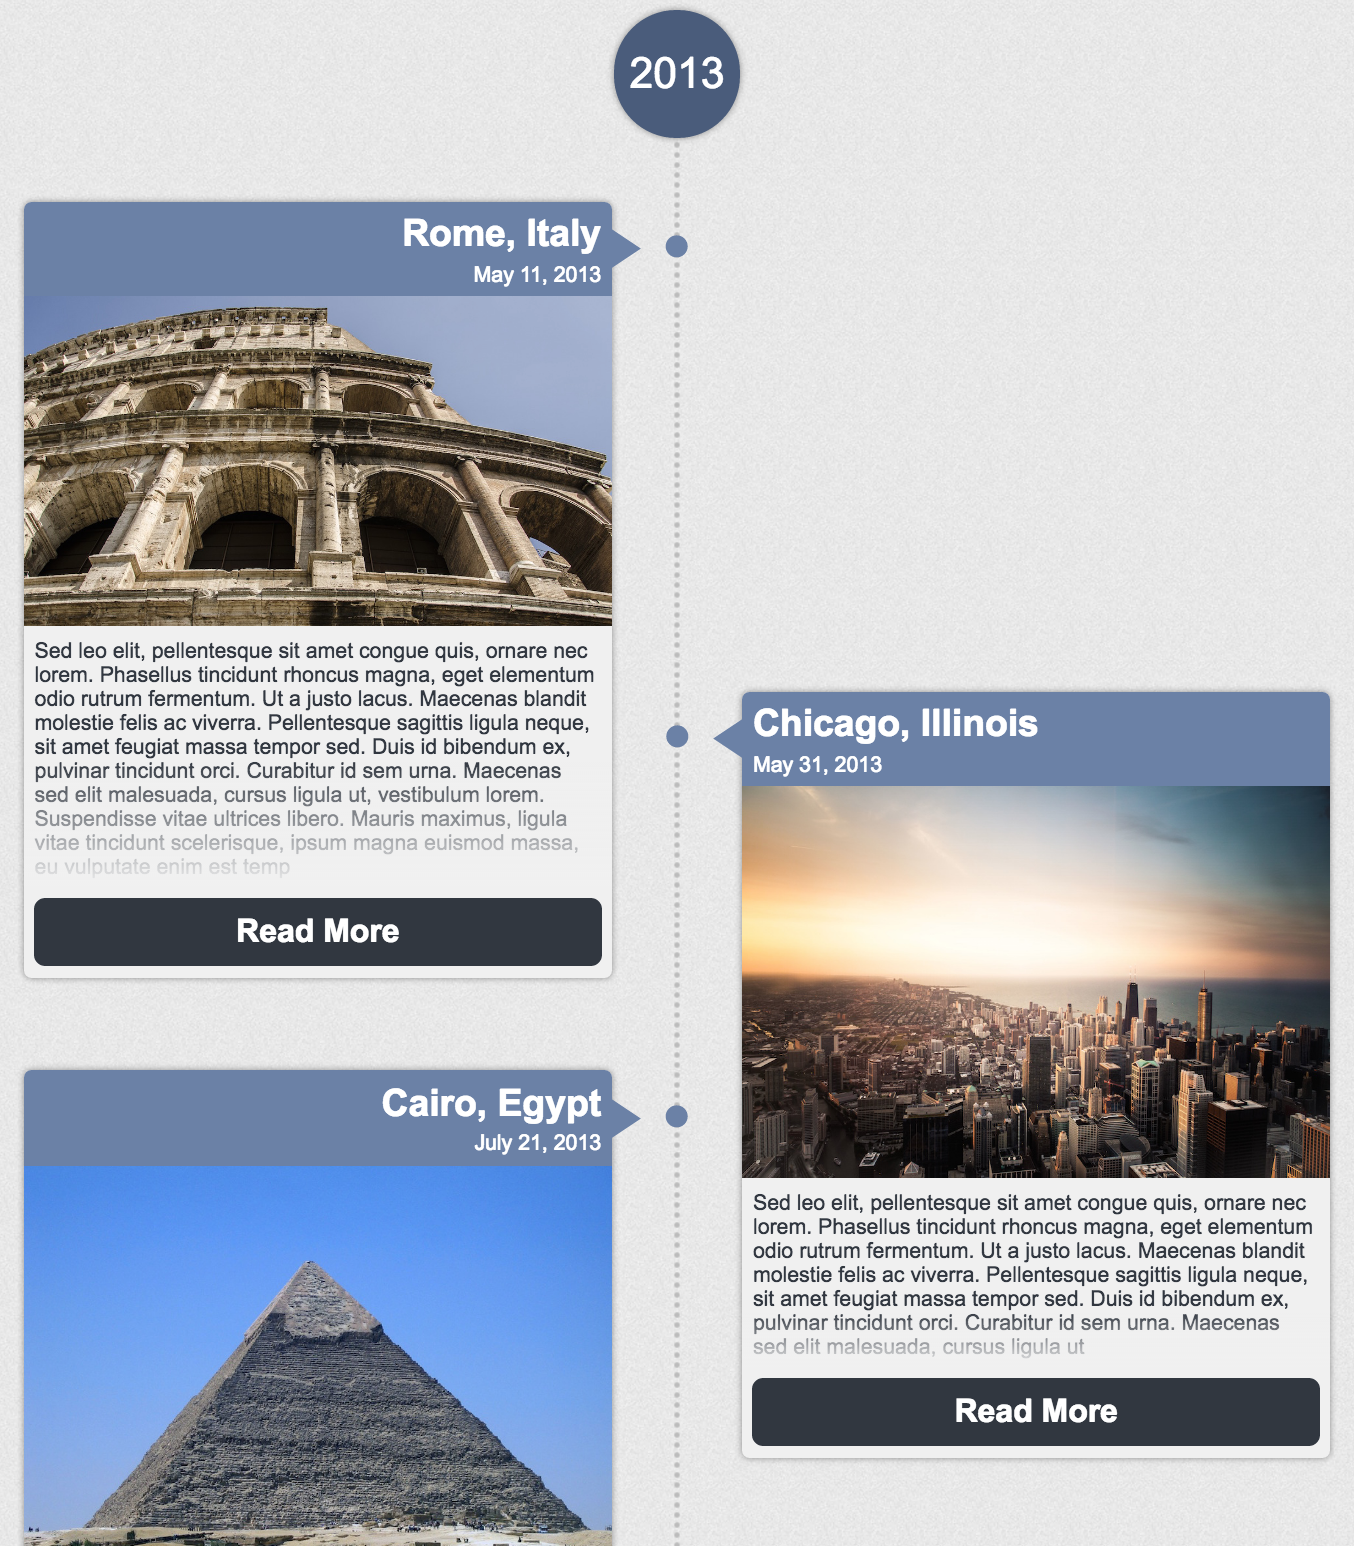 2013
Rome, Italy
May 11, 2013
Sed leo elit, pellentesque sit amet congue quis, ornare nec
lorem. Phasellus tincidunt rhoncus magna, eget elementum
odio rutrum fermentum. Ut a justo lacus. Maecenas blandit
molestie felis ac viverra. Pellentesque sagittis ligula neque,
sit amet feugiat massa tempor sed. Duis id bibendum ex,
pulvinar tincidunt orci. Curabitur id sem urna. Maecenas
sed elit malesuada, cursus ligula ut, vestibulum lorem.
Suspendisse vitae ultrices libero. Mauris maximus, ligula
vitae tincidunt scelerisque, ipsum magna euismod massa,
eu vulputate enim est temp
Read More
Chicago, Illinois
May 31, 2013
Sed leo elit, pellentesque sit amet congue quis, ornare nec
lorem. Phasellus tincidunt rhoncus magna, eget elementum
odio rutrum fermentum. Ut a justo lacus. Maecenas blandit
molestie felis ac viverra. Pellentesque sagittis ligula neque,
sit amet feugiat massa tempor sed. Duis id bibendum ex,
pulvinar tincidunt orci. Curabitur id sem urna. Maecenas
sed elit malesuada, cursus ligula ut
Read More
Cairo, Egypt
July 21, 2013